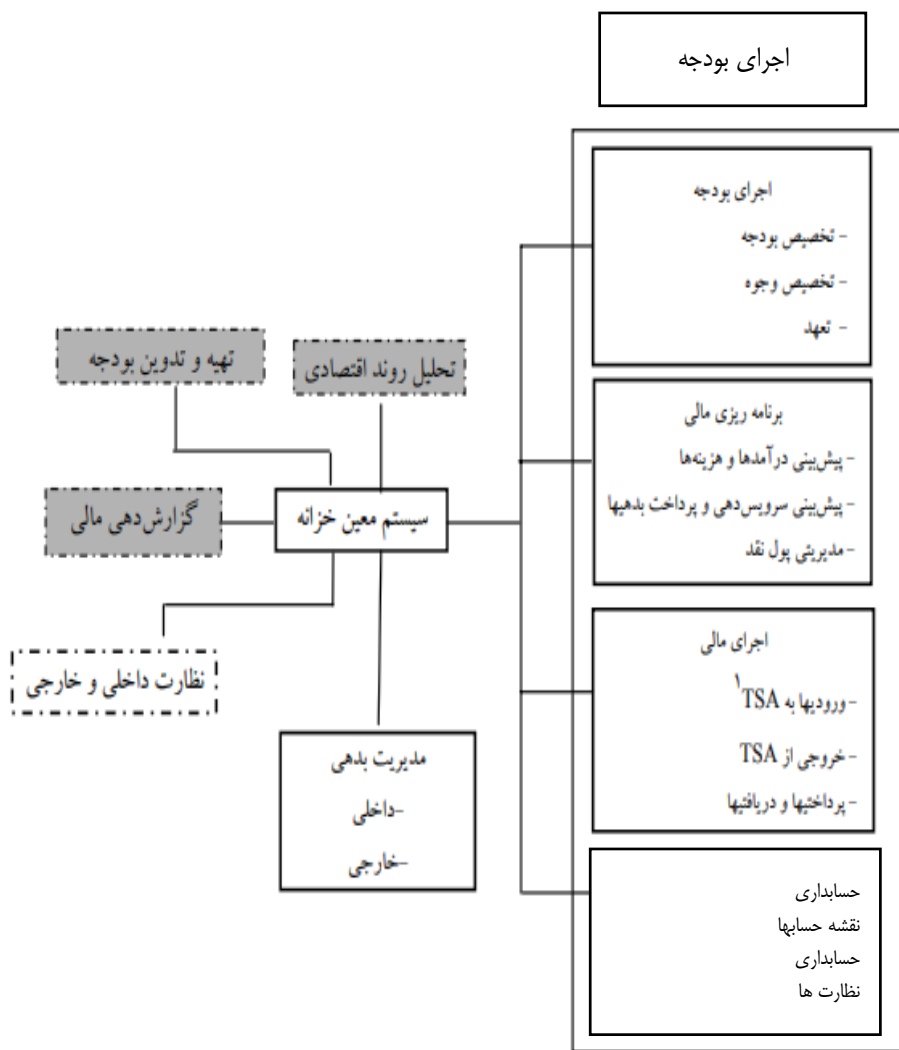 اجرای بودجه
اجرای بودجه
- تخصیص بودجه
- تخصیص وجوه
- تعهد
برنامه ریزی مالی
- پیش‌بینی درآمدها و هزینه‌ها
- پیش‌بینی سرویس‌دهی و پرداخت بدهیها
- مدیریتی پول نقد
اجرای مالی
- ورودیها به TSA۱
- خروجی از TSA
- پرداختیها و دریافتیها
حسابداری
نقشه حسابها
حسابداری
نظارت ها
تحلیل روند اقتصادی
تهیه و تدوین بودجه
سیستم معین خزانه
گزارش‌دهی مالی
نظارت داخلی و خارجی
مدیریت بدهی
-داخلی
-خارجی